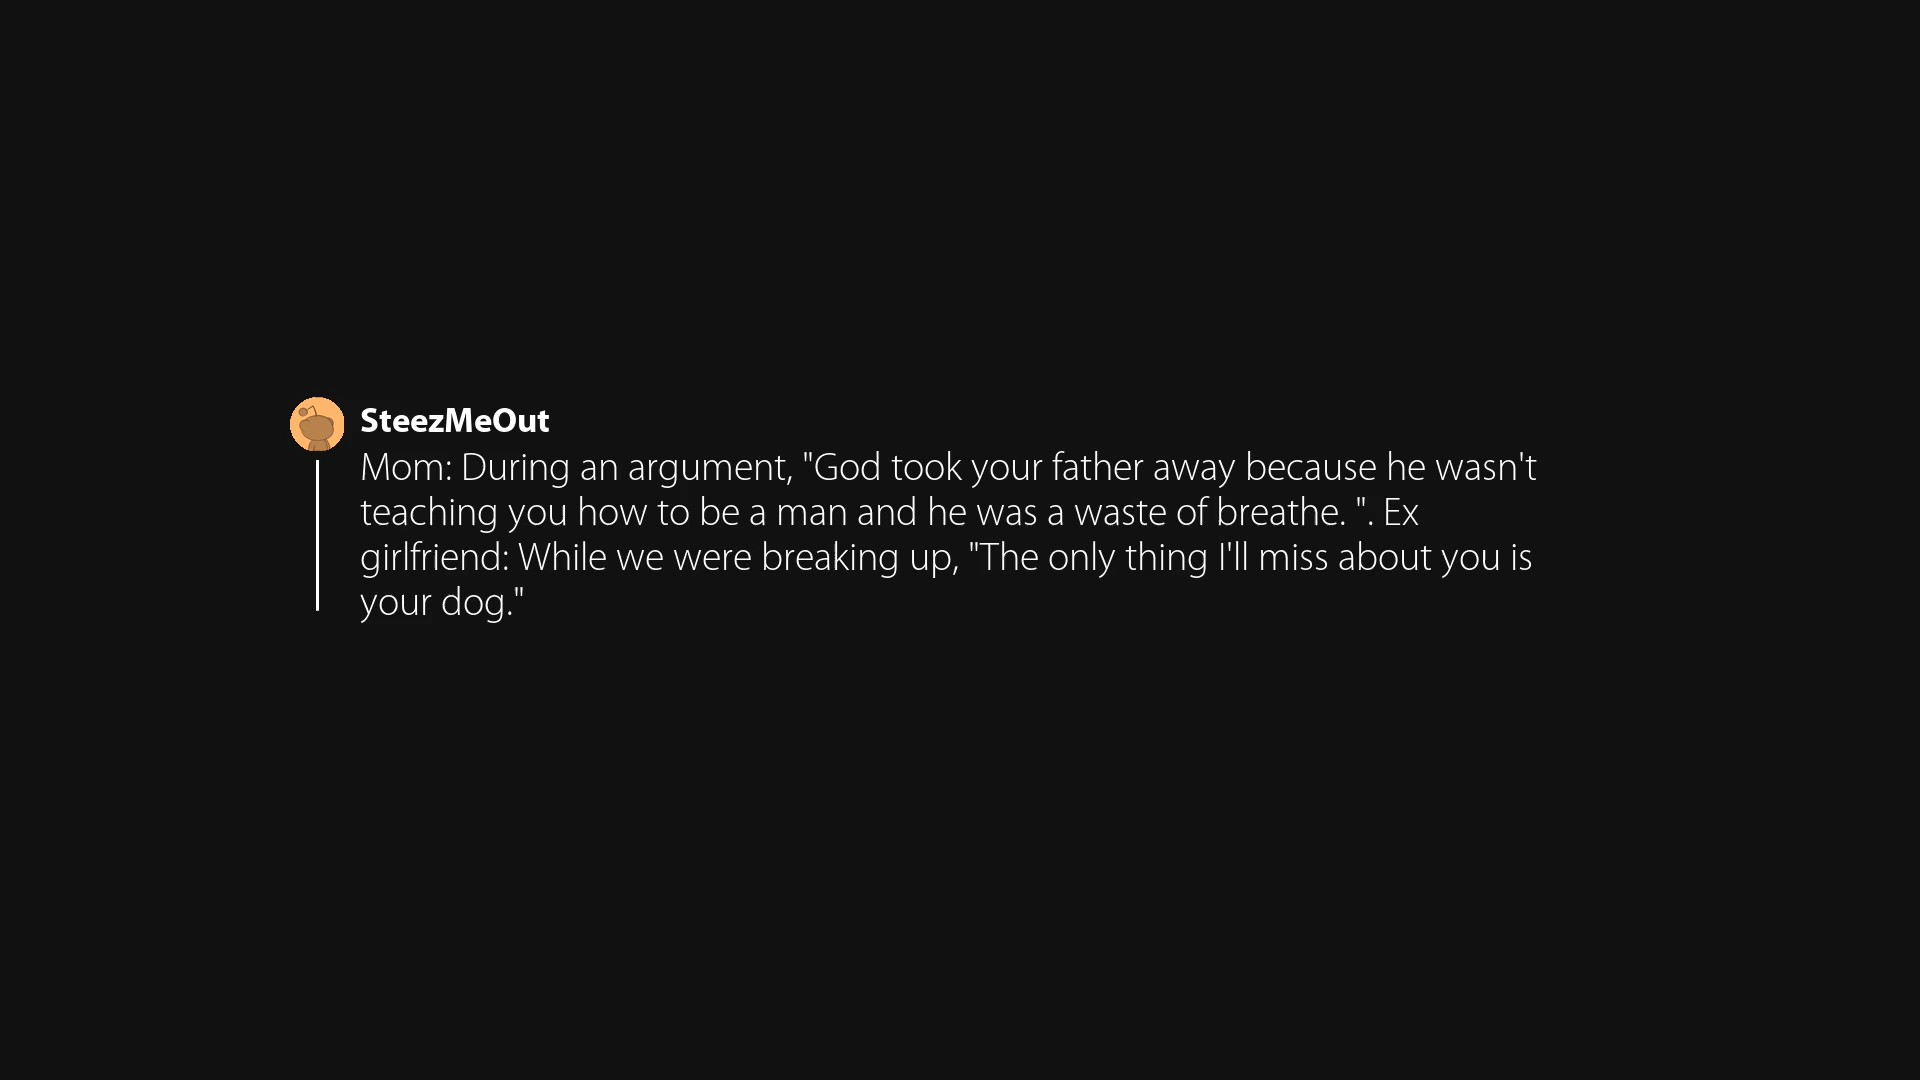 SteezMeOut
Mom: During an argument, "God took your father away because he wasn't
teaching you how to be a man and he was a waste of breathe. ". Ex
girlfriend: While we were breaking up, "The only thing I'll miss about you is
your dog."